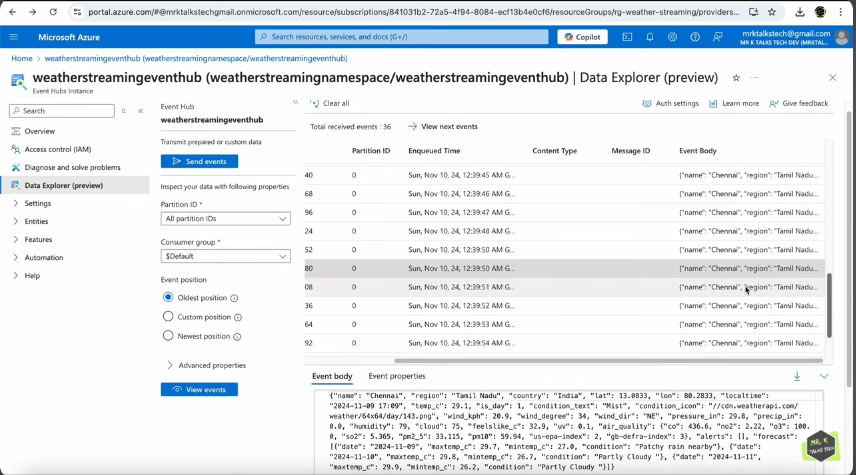 portal.azure.com/#@mrktalkstechgmail.onmicrosoft.com/resource/subscriptions/841031b2-72a5-4f94-8084-ecf13b4e0cf6/resourceGroups/rg-weather-streaming/providers...
Microsoft Azure
Search resources, services, and docs (G+/)
Copilot
mrktalkstech@gmail.com
MR K TALKS TECH (MRKTALKSTECH...
Home > weatherstreamingeventhub (weatherstreamingnamespace/weatherstreamingeventhub)
weatherstreamingeventhub (weatherstreamingnamespace/weatherstreamingeventhub) | Data Explorer (preview)
Event Hubs Instance
Search
Overview
Access control (IAM)
Diagnose and solve problems
Data Explorer (preview)
Settings
Entities
Features
Automation
Help
Event Hub
weatherstreamingeventhub
Transmit prepared or custom data
Send events
Inspect your data with following properties
Partition ID *
All partition IDs
Consumer group *
$Default
Event position
Oldest position
Custom position
Newest position
Advanced properties
View events
Clear all
Auth settings
Learn more
Give feedback
Total received events : 36
View next events
Partition ID Enqueued Time Content Type Message ID Event Body
40 0 Sun, Nov 10, 24, 12:39:45 AM G... {"name": "Chennai", "region": "Tamil Nadu...
68 0 Sun, Nov 10, 24, 12:39:46 AM G... {"name": "Chennai", "region": "Tamil Nadu...
96 0 Sun, Nov 10, 24, 12:39:47 AM G... {"name": "Chennai", "region": "Tamil Nadu...
24 0 Sun, Nov 10, 24, 12:39:48 AM G... {"name": "Chennai", "region": "Tamil Nadu...
52 0 Sun, Nov 10, 24, 12:39:50 AM G... {"name": "Chennai", "region": "Tamil Nadu...
80 0 Sun, Nov 10, 24, 12:39:50 AM G... {"name": "Chennai", "region": "Tamil Nadu...
08 0 Sun, Nov 10, 24, 12:39:51 AM G... {"name": "Chennai", "region": "Tamil Nadu...
36 0 Sun, Nov 10, 24, 12:39:52 AM G... {"name": "Chennai", "region": "Tamil Nadu...
64 0 Sun, Nov 10, 24, 12:39:53 AM G... {"name": "Chennai", "region": "Tamil Nadu...
92 0 Sun, Nov 10, 24, 12:39:54 AM G... {"name": "Chennai", "region": "Tamil Nadu...
Event body Event properties
{"name": "Chennai", "region": "Tamil Nadu", "country": "India", "lat": 13.0833, "lon": 80.2833, "localtime":
"2024-11-09 17:09", "temp_c": 29.1, "is_day": 1, "condition_text": "Mist", "condition_icon": "//cdn.weatherapi.com/
weather/64x64/day/143.png", "wind_kph": 20.9, "wind_degree": 34, "wind_dir": "NE", "pressure_in": 29.8, "precip_in":
0.0, "humidity": 79, "cloud": 75, "feelslike_c": 32.9, "uv": 0.1, "air_quality": {"co": 436.6, "no2": 2.22, "o3": 100.
0, "so2": 5.365, "pm2_5": 33.115, "pm10": 59.94, "us-epa-index": 2, "gb-defra-index": 3}, "alerts": [], "forecast":
[{"date": "2024-11-09", "maxtemp_c": 29.7, "mintemp_c": 27.0, "condition": "Patchy rain nearby"}, {"date":
"2024-11-10", "maxtemp_c": 29.8, "mintemp_c": 26.7, "condition": "Partly Cloudy "}, {"date": "2024-11-11",
"maxtemp_c": 29.9, "mintemp_c": 26.2, "condition": "Partly Cloudy "}]}
MR. K
TALKS TECH